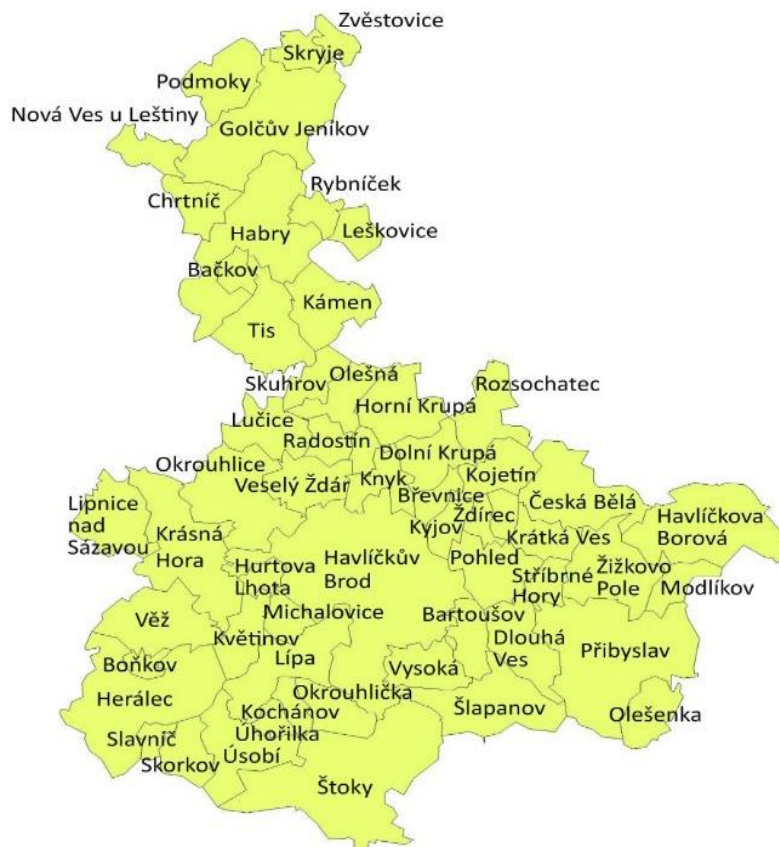 Zvěstovice
Skryje
Podmoky
Nová Ves u Leštiny
Golčův Jeníkov
Rybníček
Chrtníč
Habry
Leškovice
Bačkov
Kámen
Tis
Skuhrov
Olešná
Rozsochatec
Horní Krupá
Lučice
Radostín
Dolní Krupá
Okrouhlice
Veselý Ždár
Knyk
Kojetín
Břevnice
Česká Bělá
Lipnice
nad
Sázavou
Krásná
Hora
Ždírec
Havlíčkova
Borová
Kyjov
Krátká Ves
Hurtova
Lhota
Havlíčkův
Brod
Pohled
Stříbrné
Hory
Žižkovo
Pole
Modlíkov
Věž
Michalovice
Bartoušov
Květinov
Lípa
Dlouhá
Ves
Přibyslav
Boňkov
Vysoká
Herálec
Okrouhlička
Kochánov
Šlapanov
Olešenka
Slavníč
Úhořilka
Skorkov
Úsobí
Štoky